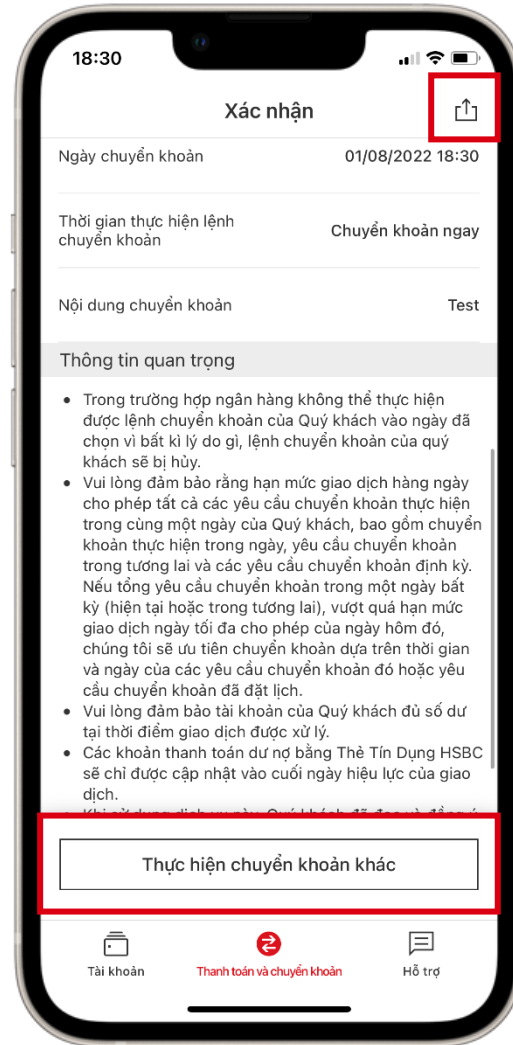 18:30
Xác nhận
Ngày chuyển khoản 01/08/2022 18:30
Thời gian thực hiện lệnh
chuyển khoản Chuyển khoản ngay
Nội dung chuyển khoản Test
Thông tin quan trọng
• Trong trường hợp ngân hàng không thể thực hiện
được lệnh chuyển khoản của Quý khách vào ngày đã
chọn vì bất kì lý do gì, lệnh chuyển khoản của quý
khách sẽ bị hủy.
• Vui lòng đảm bảo rằng hạn mức giao dịch hàng ngày
cho phép tất cả các yêu cầu chuyển khoản thực hiện
trong cùng một ngày của Quý khách, bao gồm chuyển
khoản thực hiện trong ngày, yêu cầu chuyển khoản
trong tương lai và các yêu cầu chuyển khoản định kỳ.
Nếu tổng yêu cầu chuyển khoản trong một ngày bất
kỳ (hiện tại hoặc trong tương lai), vượt quá hạn mức
giao dịch ngày tối đa cho phép của ngày hôm đó,
chúng tôi sẽ ưu tiên chuyển khoản dựa trên thời gian
và ngày của các yêu cầu chuyển khoản đó hoặc yêu
cầu chuyển khoản đã đặt lịch.
• Vui lòng đảm bảo tài khoản của Quý khách đủ số dư
tại thời điểm giao dịch được xử lý.
• Các khoản thanh toán dư nợ bằng Thẻ Tín Dụng HSBC
sẽ chỉ được cập nhật vào cuối ngày hiệu lực của giao
dịch.
Thực hiện chuyển khoản khác
Tài khoản
Thanh toán và chuyển khoản
Hỗ trợ